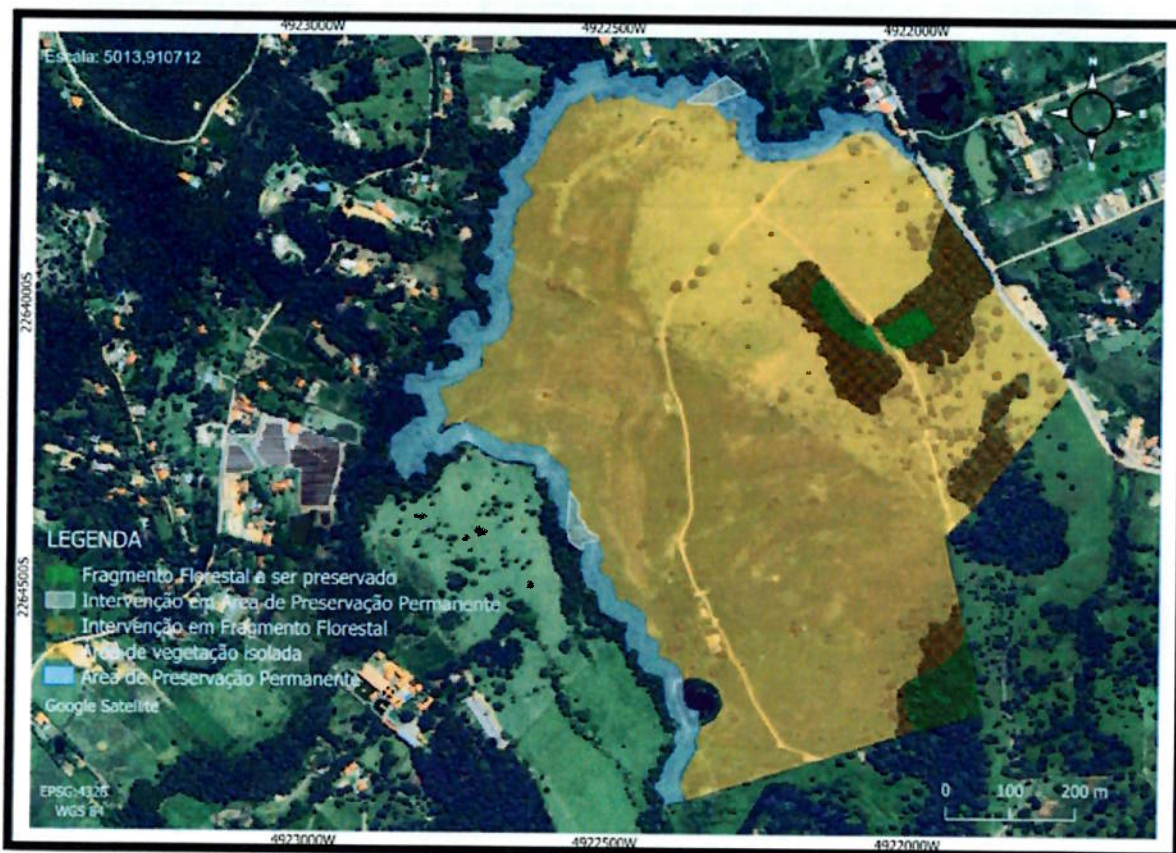 4923000W 4922500W 4922000W
Escala: 5013,910712
N
2264000S
2264500S
LEGENDA
Fragmento Florestal a ser preservado
Intervenção em Área de Preservação Permanente
Intervenção em Fragmento Florestal
Área de vegetação isolada
Área de Preservação Permanente
Google Satellite
EPSG:4326
WGS 84
0 100 200 m
4923000W 4922500W 4922000W